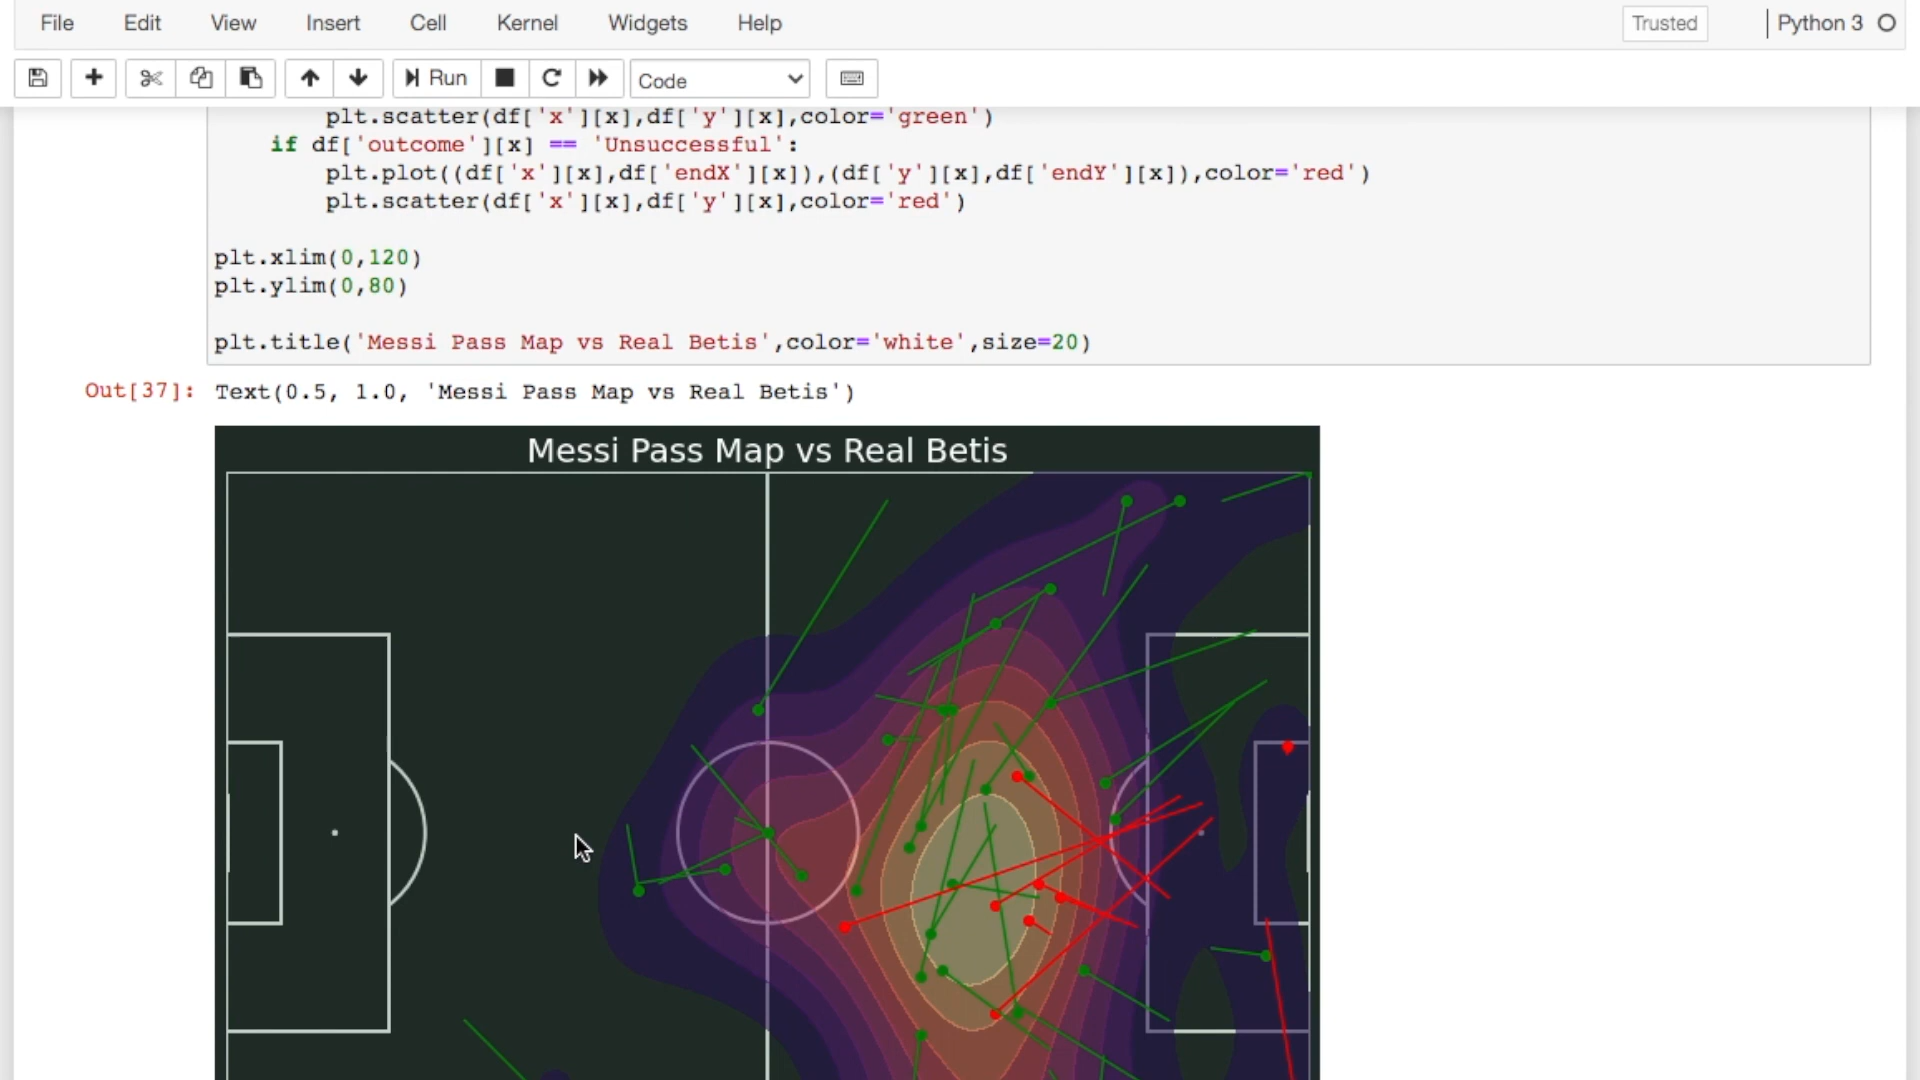 File Edit View Insert Cell Kernel Widgets Help Trusted Python 3
Run Code
plt.scatter(df['x'][x],df['y'][x],color='green')
if df['outcome'][x] == 'Unsuccessful':
plt.plot((df['x'][x],df['endX'][x]),(df['y'][x],df['endY'][x]),color='red')
plt.scatter(df['x'][x],df['y'][x],color='red')
plt.xlim(0,120)
plt.ylim(0,80)
plt.title('Messi Pass Map vs Real Betis',color='white',size=20)
Out[37]: Text(0.5, 1.0, 'Messi Pass Map vs Real Betis')
Messi Pass Map vs Real Betis